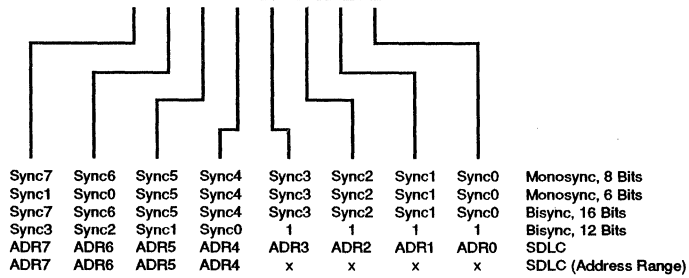 Sync7 Sync6 Sync5 Sync4 Sync3 Sync2 Sync1 Sync0 Monosync, 8 Bits
Sync1 Sync0 Sync5 Sync4 Sync3 Sync2 Sync1 Sync0 Monosync, 6 Bits
Sync7 Sync6 Sync5 Sync4 Sync3 Sync2 Sync1 Sync0 Bisync, 16 Bits
Sync3 Sync2 Sync1 Sync0 1 1 1 1 Bisync, 12 Bits
ADR7 ADR6 ADR5 ADR4 ADR3 ADR2 ADR1 ADR0 SDLC
ADR7 ADR6 ADR5 ADR4 x x x x SDLC (Address Range)